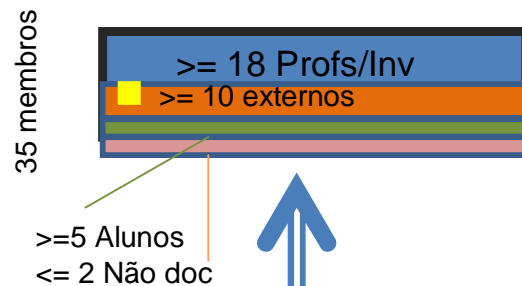 35 membros
>= 18 Profs/Inv
>= 10 externos
>=5 Alunos
<= 2 Não doc